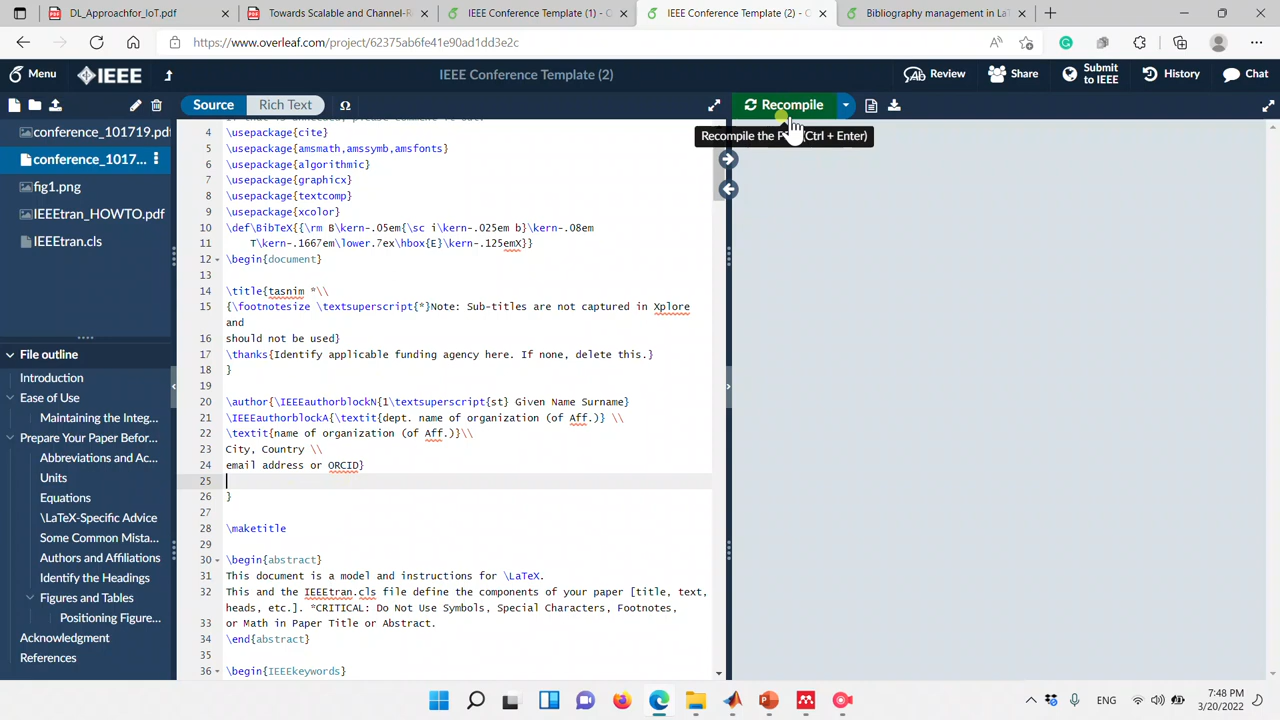 DL_Approachfor_IoT.pdf
Towards Scalable and Channel-R
IEEE Conference Template (1) - O
IEEE Conference Template (2) - O
Bibliography management in LaT
https://www.overleaf.com/project/62375ab6fe41e90ad1dd3e2c
Menu
IEEE
IEEE Conference Template (2)
Review
Share
Submit to IEEE
History
Chat
Source
Rich Text
Ω
Recompile
Recompile the P (Ctrl + Enter)
conference_101719.pdf
conference_1017...
fig1.png
IEEEtran_HOWTO.pdf
IEEEtran.cls
File outline
Introduction
Ease of Use
Maintaining the Integ...
Prepare Your Paper Befor...
Abbreviations and Ac...
Units
Equations
\LaTeX-Specific Advice
Some Common Mista...
Authors and Affiliations
Identify the Headings
Figures and Tables
Positioning Figure...
Acknowledgment
References
If that is unneeded, please comment it out.
4 \usepackage{cite}
5 \usepackage{amsmath,amssymb,amsfonts}
6 \usepackage{algorithmic}
7 \usepackage{graphicx}
8 \usepackage{textcomp}
9 \usepackage{xcolor}
10 \def\BibTeX{{\rm B\kern-.05em{\sc i\kern-.025em b}\kern-.08em
11 T\kern-.1667em\lower.7ex\hbox{E}\kern-.125emX}}
12 \begin{document}
13
14 \title{tasnim *\\
15 {\footnotesize \textsuperscript{*}Note: Sub-titles are not captured in Xplore
and
16 should not be used}
17 \thanks{Identify applicable funding agency here. If none, delete this.}
18 }
19
20 \author{\IEEEauthorblockN{1\textsuperscript{st} Given Name Surname}
21 \IEEEauthorblockA{\textit{dept. name of organization (of Aff.)} \\
22 \textit{name of organization (of Aff.)}\\
23 City, Country \\
24 email address or ORCID}
25
26 }
27
28 \maketitle
29
30 \begin{abstract}
31 This document is a model and instructions for \LaTeX.
32 This and the IEEEtran.cls file define the components of your paper [title, text,
heads, etc.]. *CRITICAL: Do Not Use Symbols, Special Characters, Footnotes,
33 or Math in Paper Title or Abstract.
34 \end{abstract}
35
36 \begin{IEEEkeywords}
ENG
7:48 PM
3/20/2022